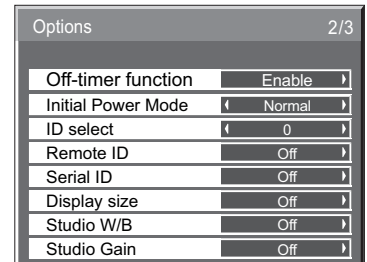 Options 2/3
Off-timer function Enable
Initial Power Mode Normal
ID select 0
Remote ID Off
Serial ID Off
Display size Off
Studio W/B Off
Studio Gain Off